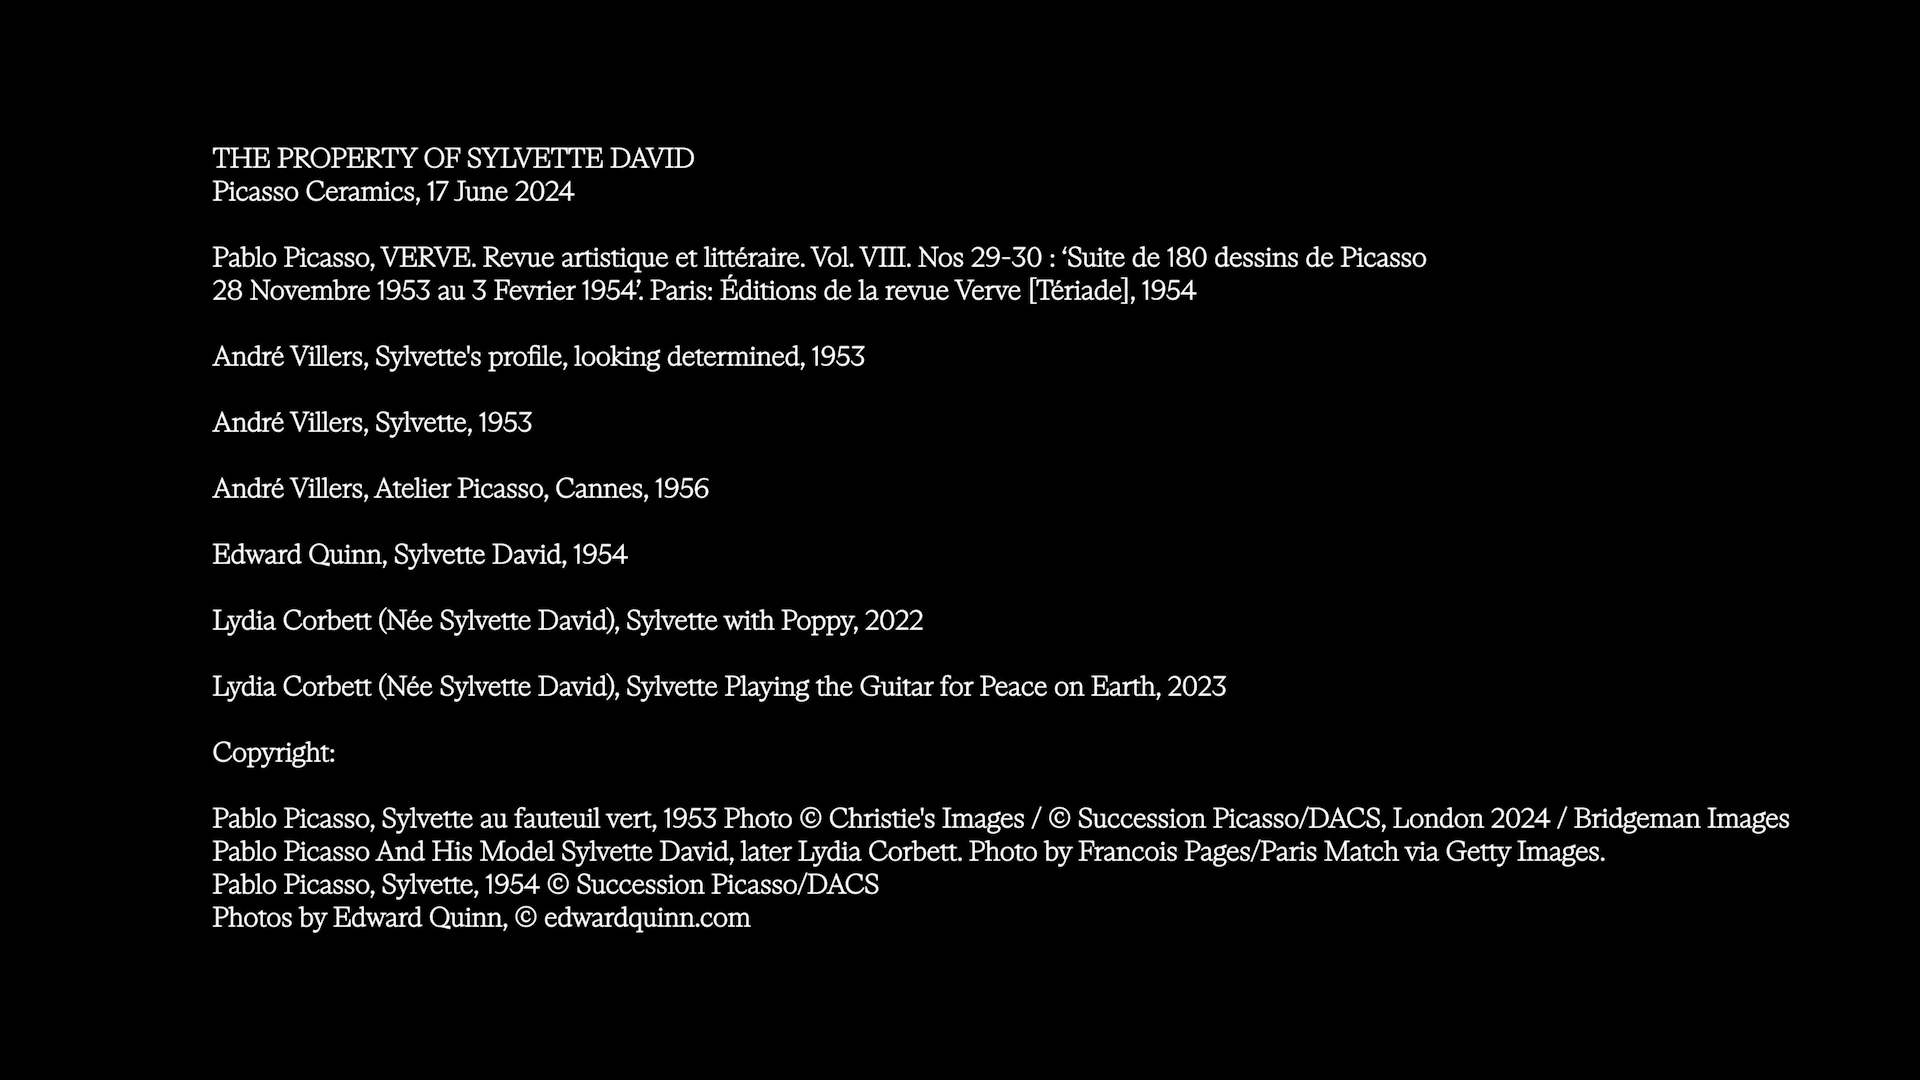 THE PROPERTY OF SYLVETTE DAVID
Picasso Ceramics, 17 June 2024
Pablo Picasso, VERVE. Revue artistique et littéraire. Vol. VIII. Nos 29-30 : ‘Suite de 180 dessins de Picasso
28 Novembre 1953 au 3 Fevrier 1954’. Paris: Éditions de la revue Verve [Tériade], 1954
André Villers, Sylvette's profile, looking determined, 1953
André Villers, Sylvette, 1953
André Villers, Atelier Picasso, Cannes, 1956
Edward Quinn, Sylvette David, 1954
Lydia Corbett (Née Sylvette David), Sylvette with Poppy, 2022
Lydia Corbett (Née Sylvette David), Sylvette Playing the Guitar for Peace on Earth, 2023
Copyright:
Pablo Picasso, Sylvette au fauteuil vert, 1953 Photo © Christie's Images / © Succession Picasso/DACS, London 2024 / Bridgeman Images
Pablo Picasso And His Model Sylvette David, later Lydia Corbett. Photo by Francois Pages/Paris Match via Getty Images.
Pablo Picasso, Sylvette, 1954 © Succession Picasso/DACS
Photos by Edward Quinn, © edwardquinn.com